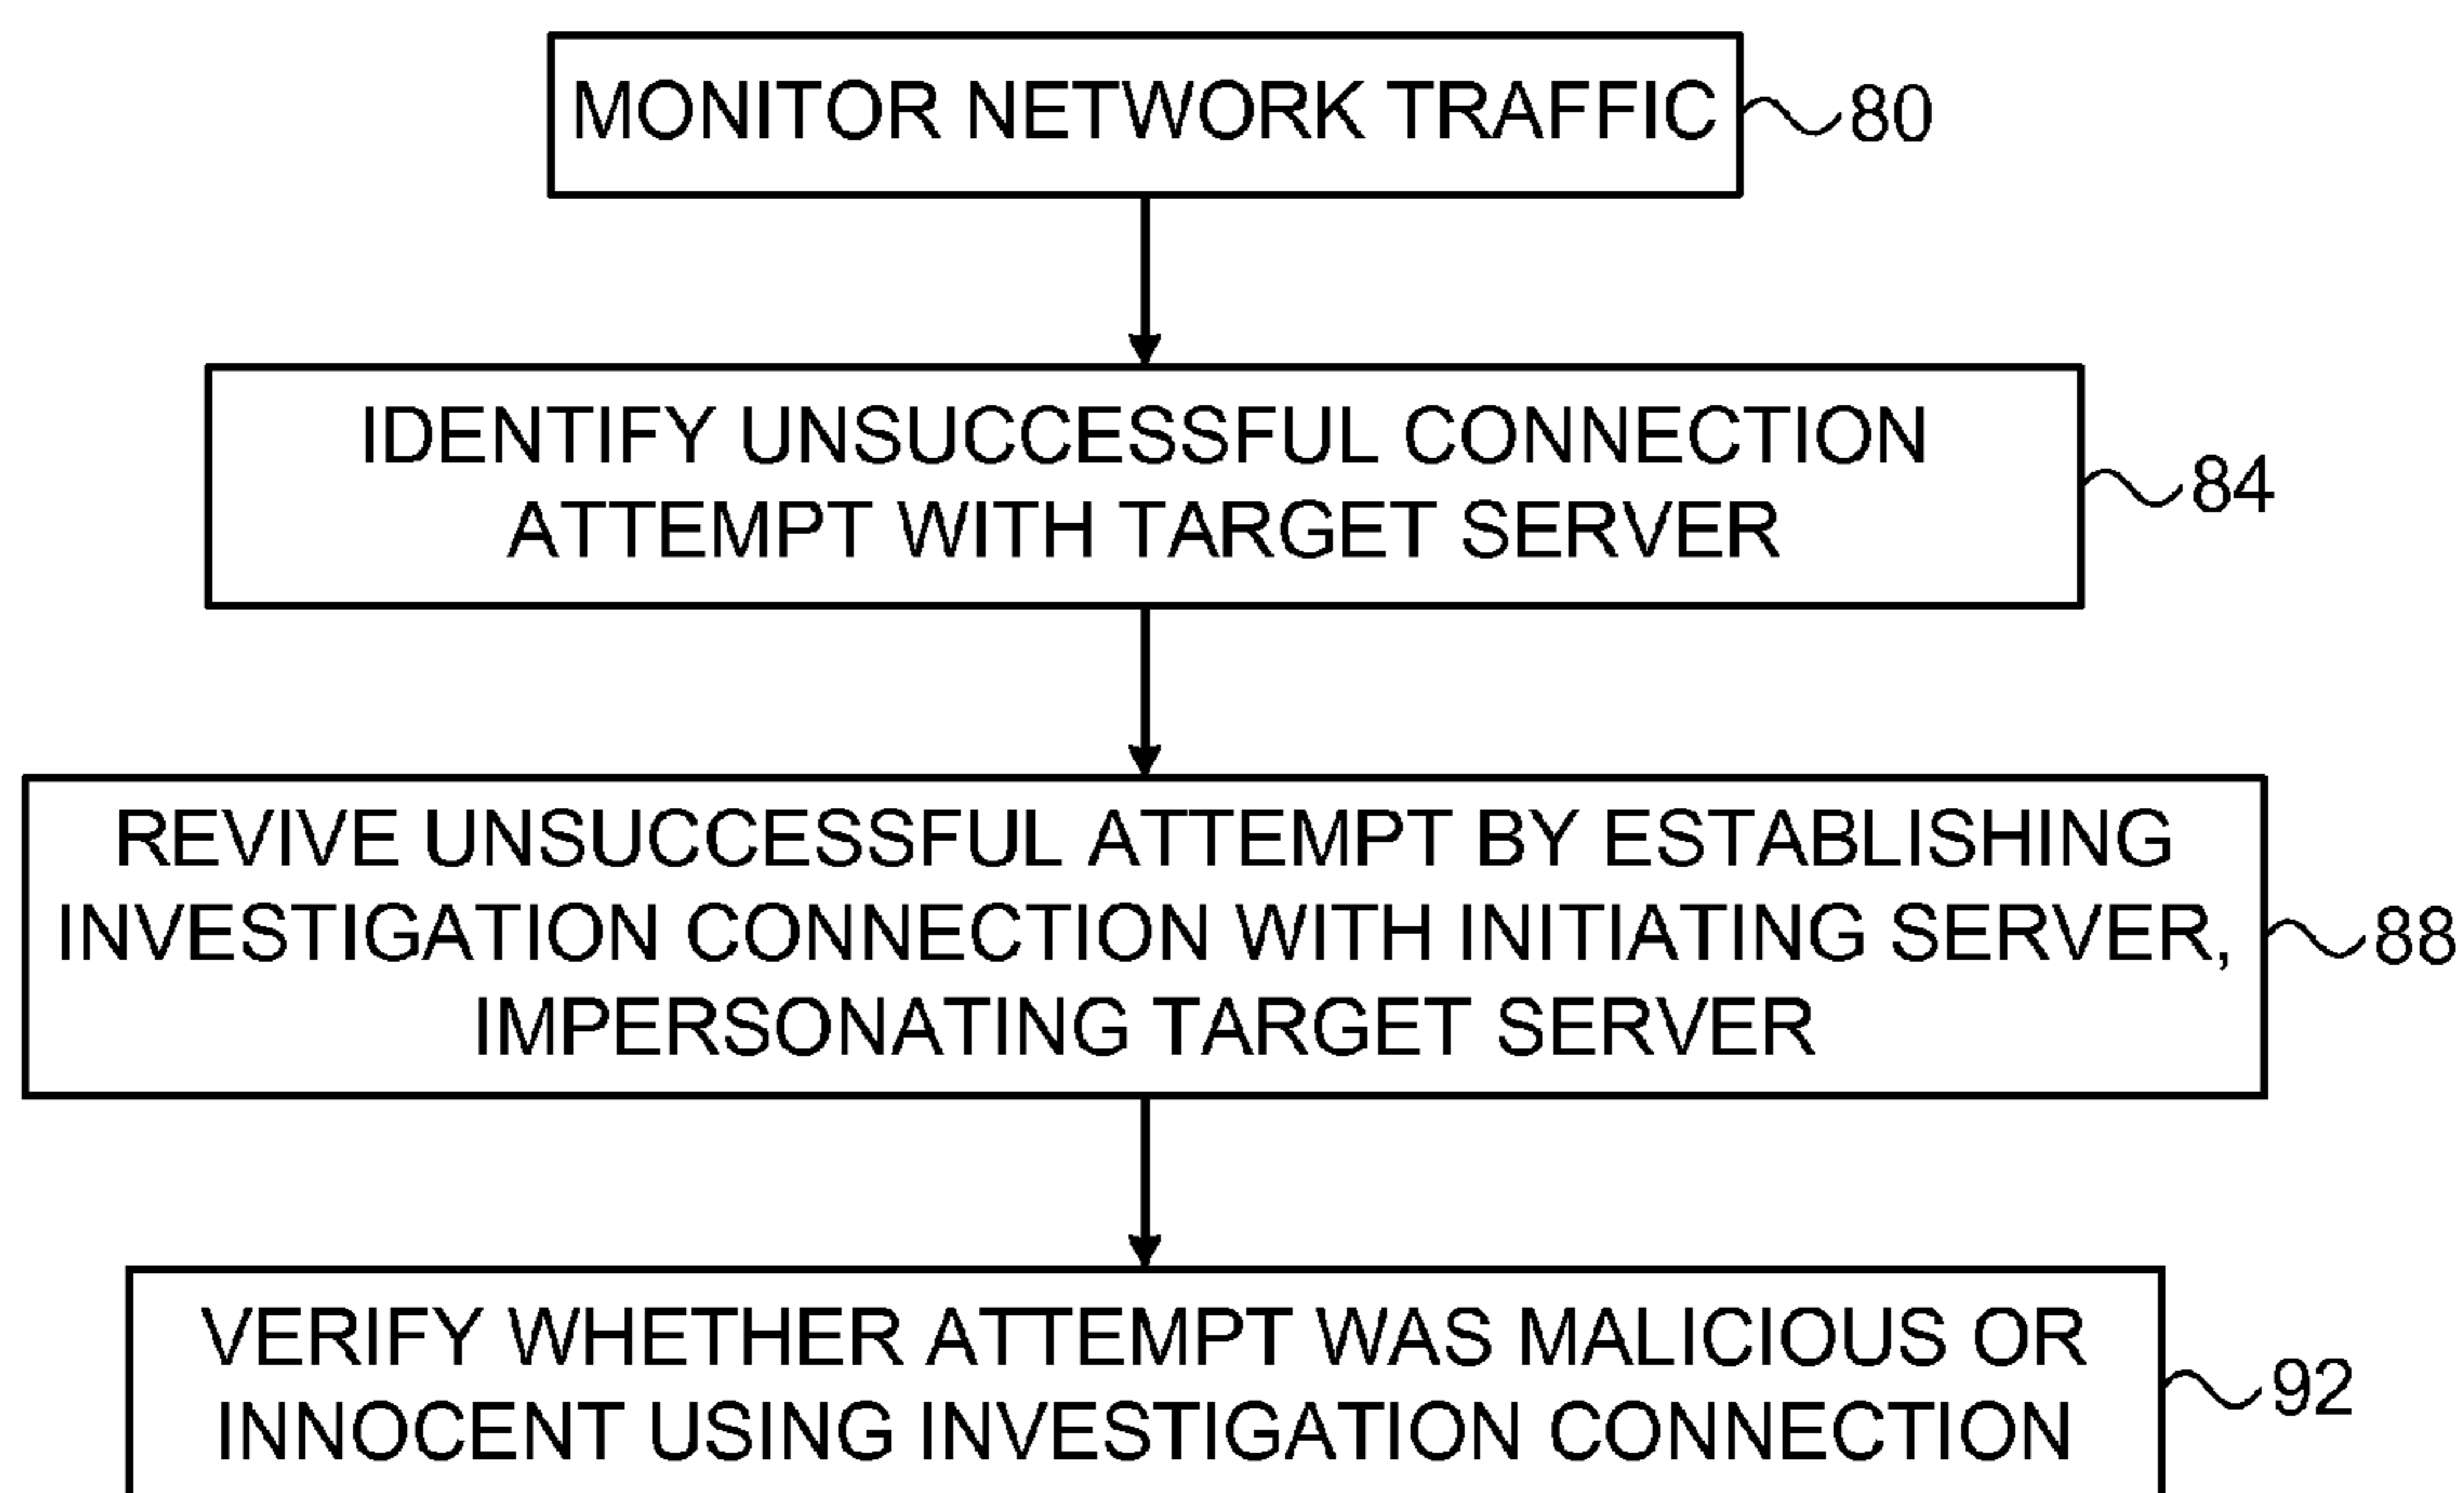 MONITOR NETWORK TRAFFIC
80
IDENTIFY UNSUCCESSFUL CONNECTION
ATTEMPT WITH TARGET SERVER
84
REVIVE UNSUCCESSFUL ATTEMPT BY ESTABLISHING
INVESTIGATION CONNECTION WITH INITIATING SERVER,
IMPERSONATING TARGET SERVER
88
VERIFY WHETHER ATTEMPT WAS MALICIOUS OR
INNOCENT USING INVESTIGATION CONNECTION
92